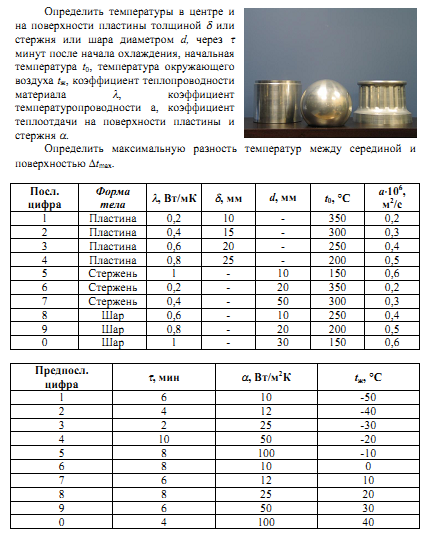 Определить температуры в центре и
на поверхности пластины толщиной δ или
стержня или шара диаметром d, через τ
минут после начала охлаждения, начальная
температура t₀, температура окружающего
воздуха tж, коэффициент теплопроводности
материала λ, коэффициент
температуропроводности а, коэффициент
теплоотдачи на поверхности пластины и
стержня α.
Определить максимальную разность температур между серединой и
поверхностью Δtmax.
Посл. цифра Форма тела λ, Вт/мК δ, мм d, мм t₀, °С a·10⁶, м²/с
1 Пластина 0,2 10 - 350 0,2
2 Пластина 0,4 15 - 300 0,3
3 Пластина 0,6 20 - 250 0,4
4 Пластина 0,8 25 - 200 0,5
5 Стержень 1 - 10 150 0,6
6 Стержень 0,2 - 20 350 0,2
7 Стержень 0,4 - 50 300 0,3
8 Шар 0,6 - 10 250 0,4
9 Шар 0,8 - 20 200 0,5
0 Шар 1 - 30 150 0,6
Предпосл. цифра τ, мин α, Вт/м²К tж, °С
1 6 10 -50
2 4 12 -40
3 2 25 -30
4 10 50 -20
5 8 100 -10
6 8 10 0
7 6 12 10
8 8 25 20
9 6 50 30
0 4 100 40